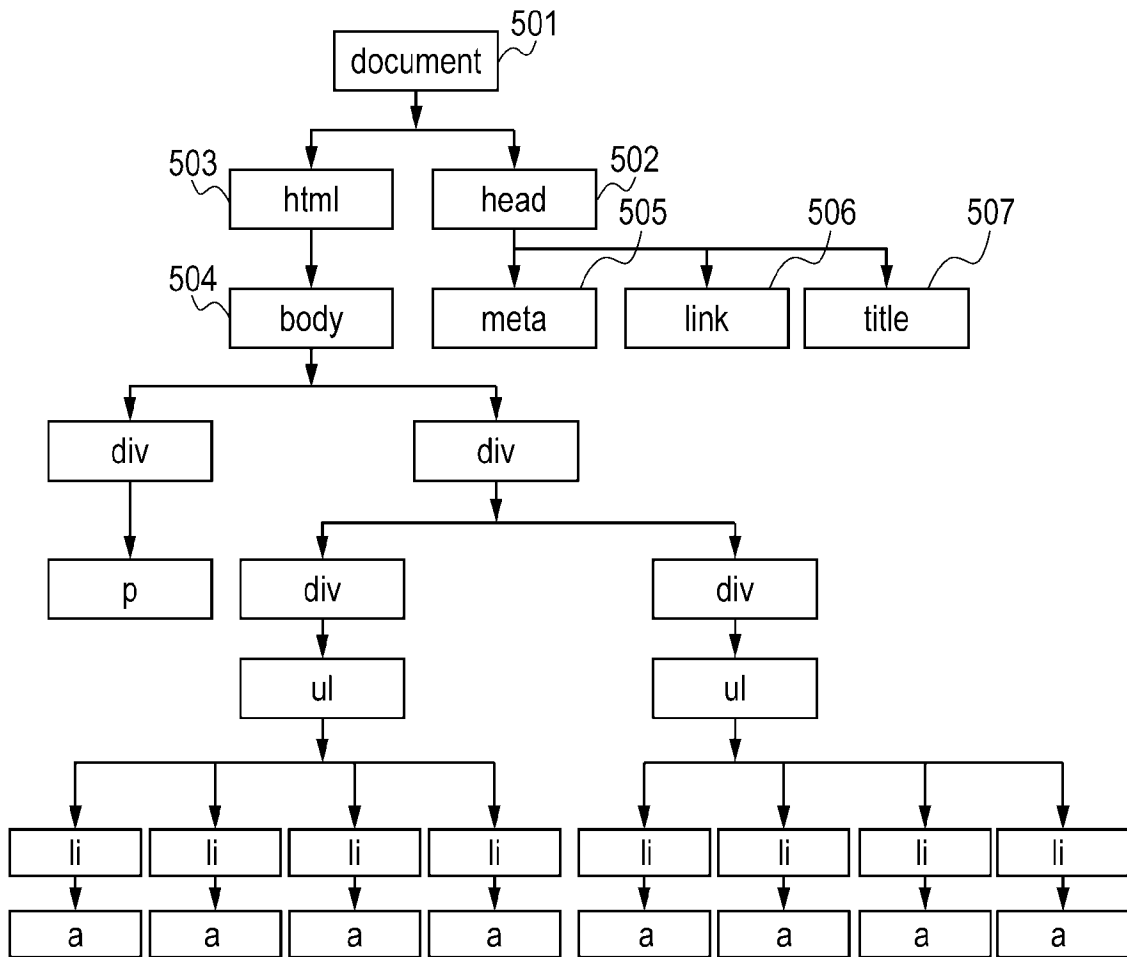 501
document
503
502
html
head
505
506
507
504
body
meta
link
title
div
div
p
div
div
ul
ul
li li li li li li li li
a a a a a a a a